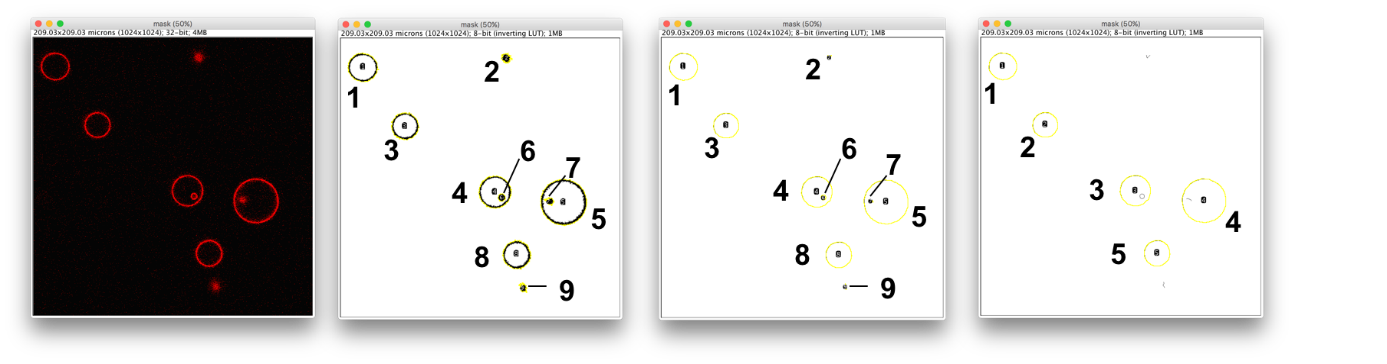 mask (50%)
209.03x209.03 microns (1024x1024); 32-bit; 4MB
mask (50%)
209.03x209.03 microns (1024x1024); 8-bit (inverting LUT); 1MB
1
2
3
4
5
6
7
8
9
mask (50%)
209.03x209.03 microns (1024x1024); 8-bit (inverting LUT); 1MB
1
2
3
4
5
6
7
8
9
mask (50%)
209.03x209.03 microns (1024x1024); 8-bit (inverting LUT); 1MB
1
2
3
4
5